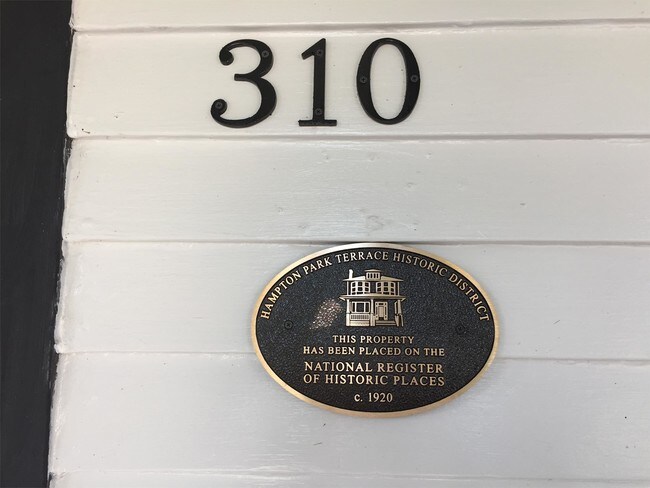 310
HAMPTON PARK TERRACE HISTORIC DISTRICT
THIS PROPERTY
HAS BEEN PLACED ON THE
NATIONAL REGISTER
OF HISTORIC PLACES
c. 1920